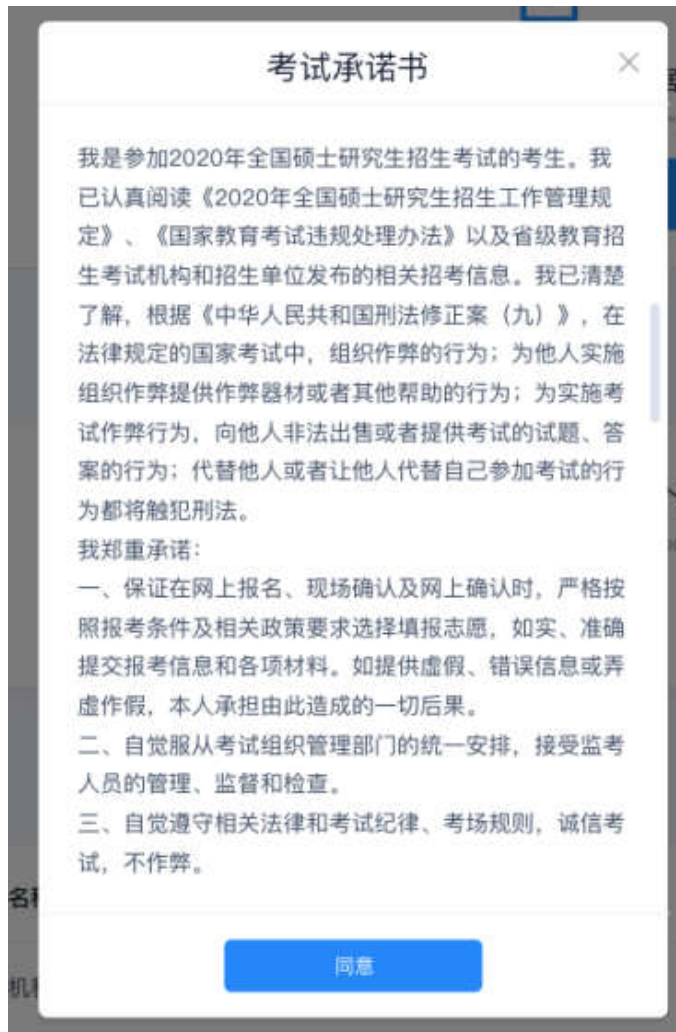 考试承诺书
我是参加2020年全国硕士研究生招生考试的考生。我
已认真阅读《2020年全国硕士研究生招生工作管理规
定》、《国家教育考试违规处理办法》以及省级教育招
生考试机构和招生单位发布的相关招考信息。我已清楚
了解，根据《中华人民共和国刑法修正案（九）》，在
法律规定的国家考试中，组织作弊的行为；为他人实施
组织作弊提供作弊器材或者其他帮助的行为；为实施考
试作弊行为，向他人非法出售或者提供考试的试题、答
案的行为；代替他人或者让他人代替自己参加考试的行
为都将触犯刑法。
我郑重承诺：
一、保证在网上报名、现场确认及网上确认时，严格按
照报考条件及相关政策要求选择填报志愿，如实、准确
提交报考信息和各项材料。如提供虚假、错误信息或弄
虚作假，本人承担由此造成的一切后果。
二、自觉服从考试组织管理部门的统一安排，接受监考
人员的管理、监督和检查。
三、自觉遵守相关法律和考试纪律、考场规则，诚信考
试，不作弊。
名
机
同意